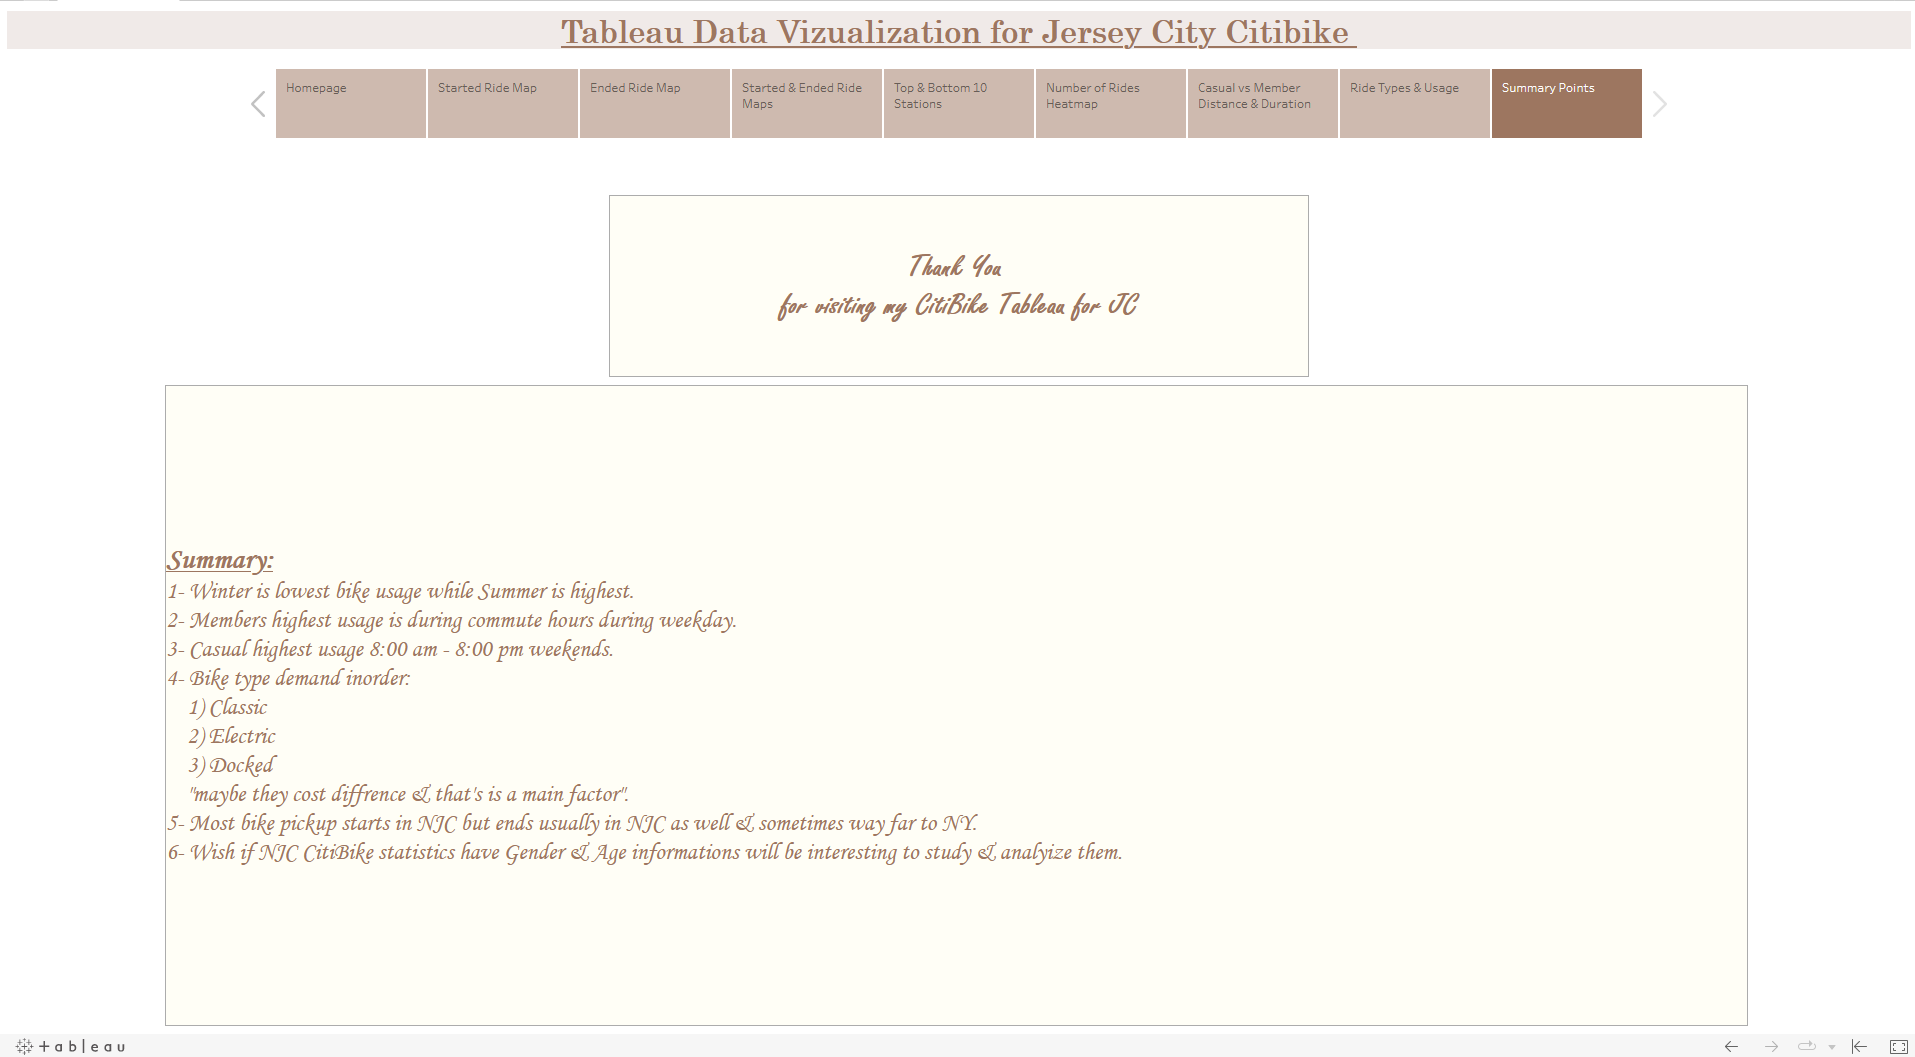 Tableau Data Vizualization for Jersey City Citibike
Homepage
Started Ride Map
Ended Ride Map
Started & Ended Ride
Maps
Top & Bottom 10
Stations
Number of Rides
Heatmap
Casual vs Member
Distance & Duration
Ride Types & Usage
Summary Points
Thank You
for visiting my CitiBike Tableau for JC
Summary:
1- Winter is lowest bike usage while Summer is highest.
2- Members highest usage is during commute hours during weekday.
3- Casual highest usage 8:00 am - 8:00 pm weekends.
4- Bike type demand inorder:
1) Classic
2) Electric
3) Docked
"maybe they cost diffrence & that's is a main factor".
5- Most bike pickup starts in NJC but ends usually in NJC as well & sometimes way far to NY.
6- Wish if NJC CitiBike statistics have Gender & Age informations will be interesting to study & analyize them.
+ableau